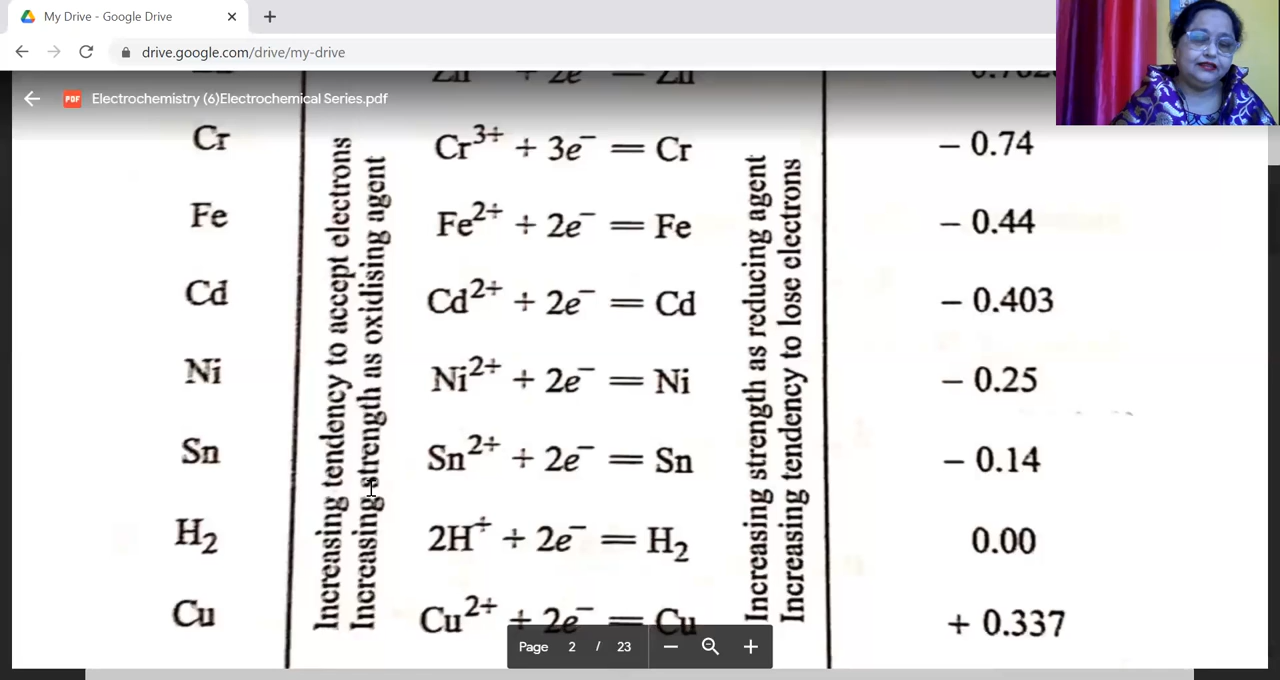 My Drive - Google Drive
drive.google.com/drive/my-drive
Electrochemistry (6)Electrochemical Series.pdf
Zn + 2e⁻ = Zn
Cr Cr³⁺ + 3e⁻ = Cr − 0.74
Fe Fe²⁺ + 2e⁻ = Fe − 0.44
Cd Cd²⁺ + 2e⁻ = Cd − 0.403
Ni Ni²⁺ + 2e⁻ = Ni − 0.25
Sn Sn²⁺ + 2e⁻ = Sn − 0.14
H₂ 2H⁺ + 2e⁻ = H₂ 0.00
Cu Cu²⁺ + 2e⁻ = Cu + 0.337
Increasing tendency to accept electrons
Increasing strength as oxidising agent
Increasing strength as reducing agent
Increasing tendency to lose electrons
PDF
Page 2 / 23